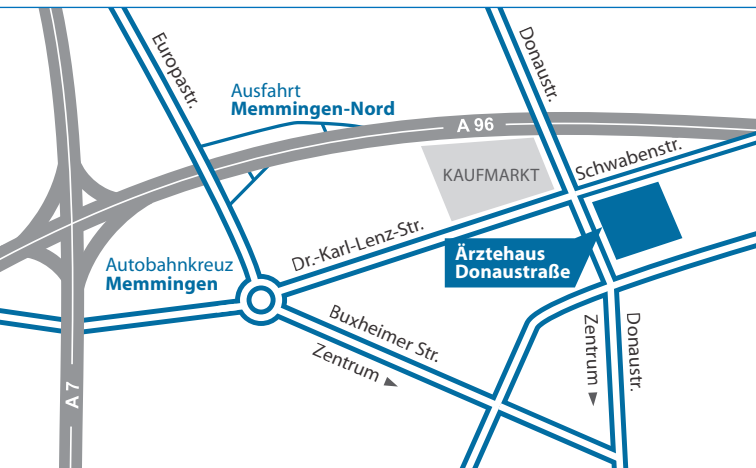 Europastr.
Donaustr.
Ausfahrt
Memmingen-Nord
A 96
Schwabenstr.
KAUFMARKT
Dr.-Karl-Lenz-Str.
Ärztehaus
Donaustraße
Autobahnkreuz
Memmingen
Buxheimer Str.
Zentrum ►
Zentrum ►
Donaustr.
A 7